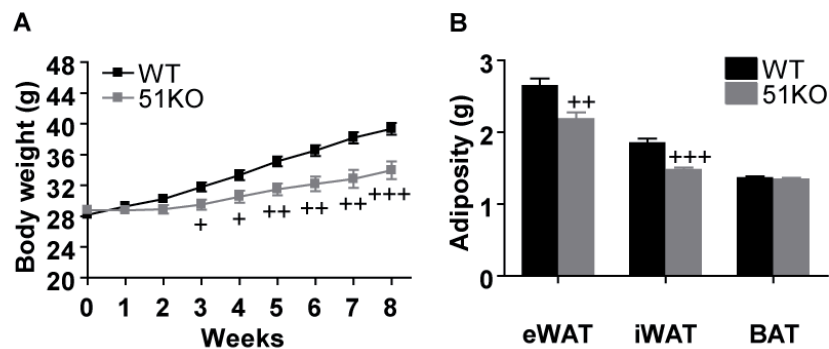 A
Body weight (g)
48
44
40
36
32
28
24
20
WT
51KO
+ + ++ ++ ++ +++
0 1 2 3 4 5 6 7 8
Weeks
B
Adiposity (g)
3
2
1
0
WT
51KO
++
+++
eWAT iWAT BAT